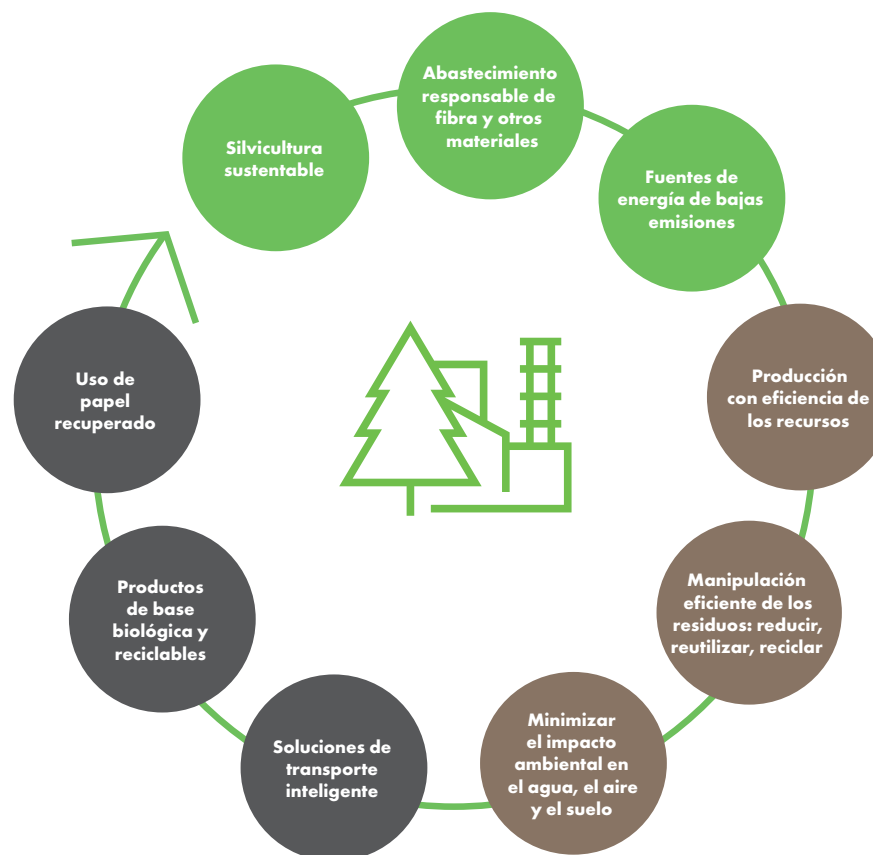 Silvicultura
sustentable
Abastecimiento
responsable de
fibra y otros
materiales
Fuentes de
energía de bajas
emisiones
Producción
con eficiencia de
los recursos
Manipulación
eficiente de los
residuos: reducir,
reutilizar, reciclar
Minimizar
el impacto
ambiental en
el agua, el aire
y el suelo
Soluciones de
transporte
inteligente
Productos
de base
biológica y
reciclables
Uso de
papel
recuperado